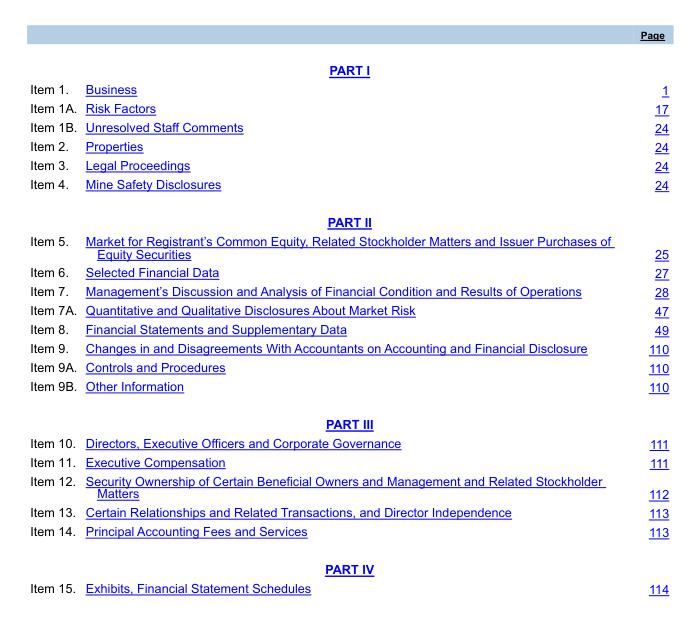 Page
PART I
Item 1. Business 1
Item 1A. Risk Factors 17
Item 1B. Unresolved Staff Comments 24
Item 2. Properties 24
Item 3. Legal Proceedings 24
Item 4. Mine Safety Disclosures 24
PART II
Item 5. Market for Registrant’s Common Equity, Related Stockholder Matters and Issuer Purchases of
Equity Securities 25
Item 6. Selected Financial Data 27
Item 7. Management’s Discussion and Analysis of Financial Condition and Results of Operations 28
Item 7A. Quantitative and Qualitative Disclosures About Market Risk 47
Item 8. Financial Statements and Supplementary Data 49
Item 9. Changes in and Disagreements With Accountants on Accounting and Financial Disclosure 110
Item 9A. Controls and Procedures 110
Item 9B. Other Information 110
PART III
Item 10. Directors, Executive Officers and Corporate Governance 111
Item 11. Executive Compensation 111
Item 12. Security Ownership of Certain Beneficial Owners and Management and Related Stockholder
Matters 112
Item 13. Certain Relationships and Related Transactions, and Director Independence 113
Item 14. Principal Accounting Fees and Services 113
PART IV
Item 15. Exhibits, Financial Statement Schedules 114